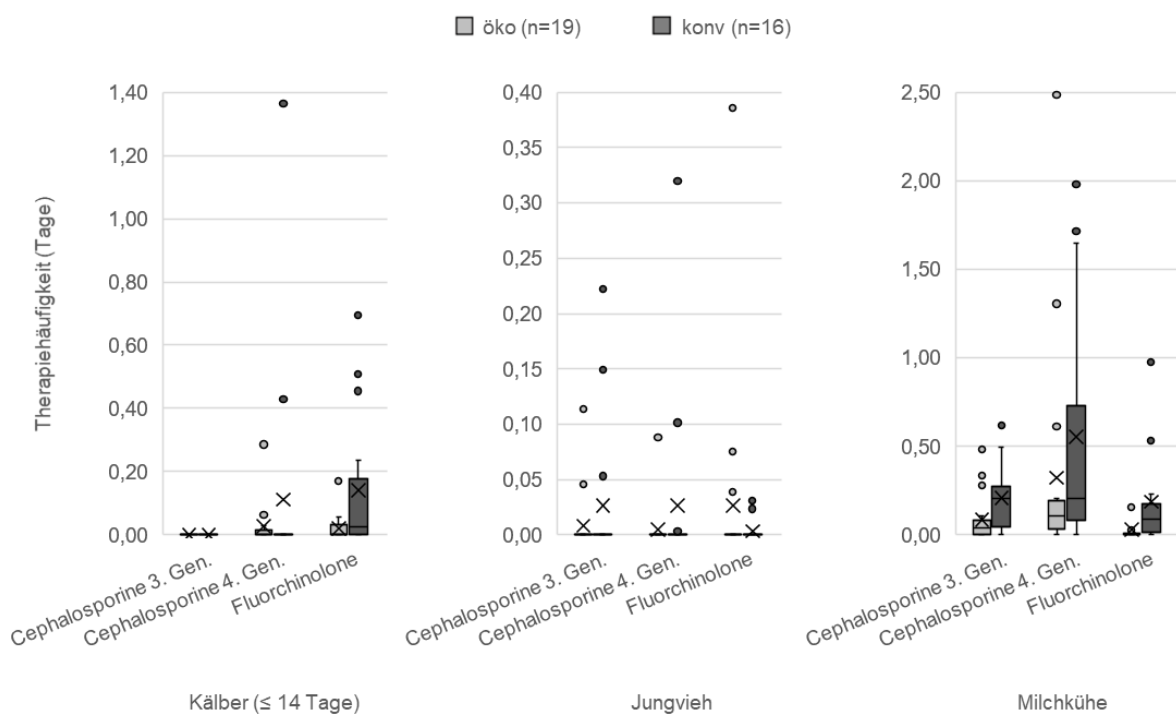 öko (n=19) konv (n=16)
Therapiehäufigkeit (Tage)
1,40
1,20
1,00
0,80
0,60
0,40
0,20
0,00
Cephalosporine 3. Gen.
Cephalosporine 4. Gen.
Fluorchinolone
Kälber (≤ 14 Tage)
0,40
0,35
0,30
0,25
0,20
0,15
0,10
0,05
0,00
Cephalosporine 3. Gen.
Cephalosporine 4. Gen.
Fluorchinolone
Jungvieh
2,50
2,00
1,50
1,00
0,50
0,00
Cephalosporine 3. Gen.
Cephalosporine 4. Gen.
Fluorchinolone
Milchkühe